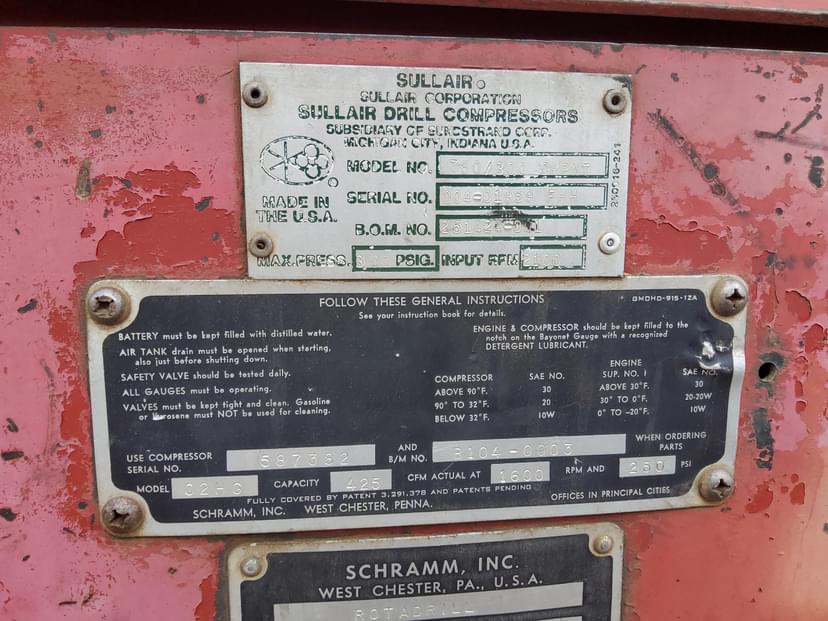 SULLAIR
SULLAIR CORPORATION
SULLAIR DRILL COMPRESSORS
SUBSIDIARY OF SUNDSTRAND CORP.
MICHIGAN CITY, INDIANA U.S.A.
MODEL NO.
SERIAL NO.
MADE IN
THE U.S.A.
B.O.M. NO.
MAX.PRESS. PSIG. INPUT RPM
250016-241
FOLLOW THESE GENERAL INSTRUCTIONS
GMDHD-915-1ZA
See your instruction book for details.
BATTERY must be kept filled with distilled water.
AIR TANK drain must be opened when starting,
also just before shutting down.
SAFETY VALVE should be tested daily.
ALL GAUGES must be operating.
VALVES must be kept tight and clean. Gasoline
or kerosene must NOT be used for cleaning.
ENGINE & COMPRESSOR should be kept filled to the
notch on the Bayonet Gauge with a recognized
DETERGENT LUBRICANT.
COMPRESSOR SAE NO. ENGINE SUP. NO. 1 SAE NO.
ABOVE 90°F. 30 ABOVE 30°F. 30
90° TO 32°F. 20 30° TO 0°F. 20-20W
BELOW 32°F. 10W 0° TO -20°F. 10W
USE COMPRESSOR SERIAL NO. 687382 AND B/M NO. 8104-0003 WHEN ORDERING PARTS
MODEL C2-C CAPACITY 425 CFM ACTUAL AT 1600 RPM AND 250 PSI
FULLY COVERED BY PATENT 3,291,378 AND PATENTS PENDING
SCHRAMM, INC. WEST CHESTER, PENNA. OFFICES IN PRINCIPAL CITIES
SCHRAMM, INC.
WEST CHESTER, PA., U.S.A.
ROTADRILL